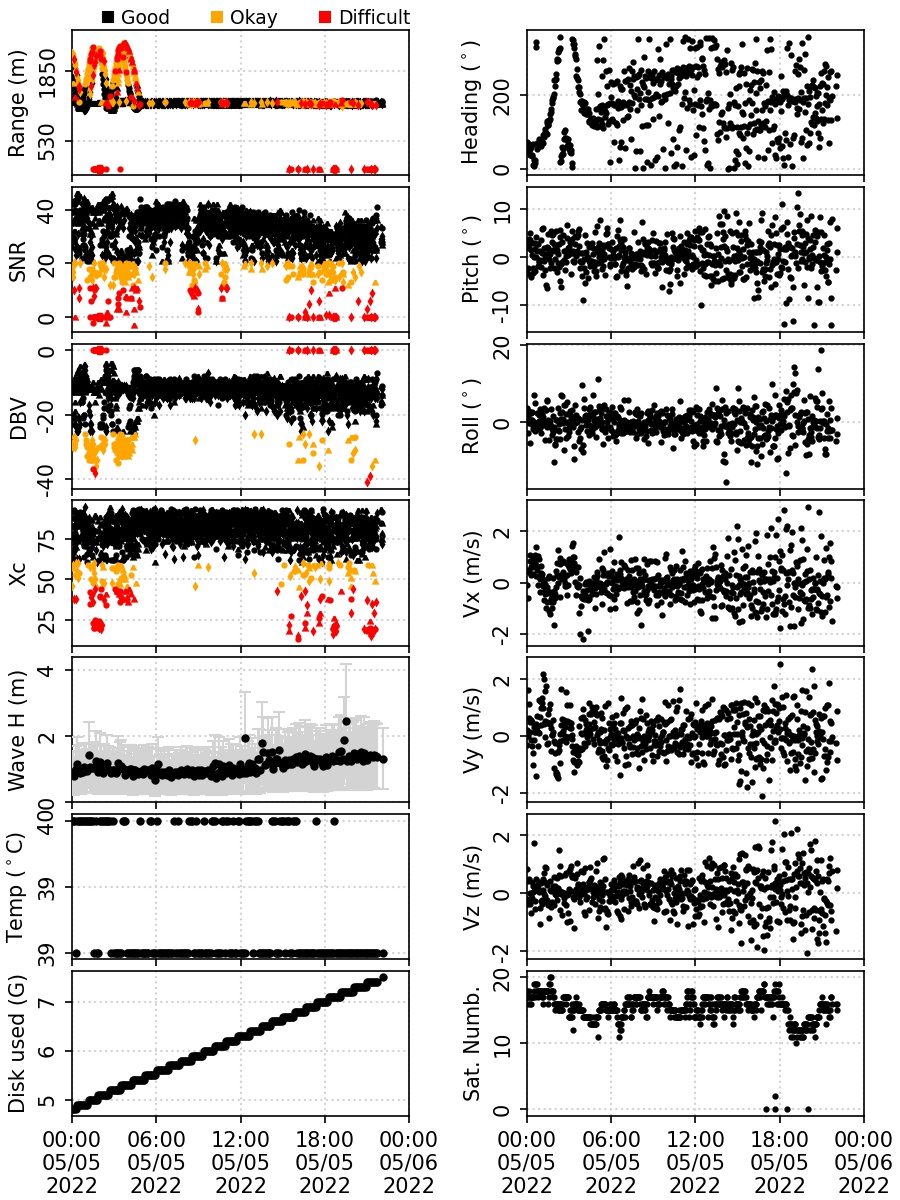 Good Okay Difficult
Range (m)
1850
530
Heading (°)
200
0
SNR
40
20
0
Pitch (°)
10
0
-10
DBV
0
-20
-40
Roll (°)
20
0
Xc
75
50
25
Vx (m/s)
2
0
-2
Wave H (m)
4
2
0
Vy (m/s)
2
0
-2
Temp (°C)
40
39
39
Vz (m/s)
2
0
-2
Disk used (G)
7
6
5
Sat. Numb.
20
10
0
00:00 06:00 12:00 18:00 00:00
05/05 05/05 05/05 05/05 05/06
2022 2022 2022 2022 2022
00:00 06:00 12:00 18:00 00:00
05/05 05/05 05/05 05/05 05/06
2022 2022 2022 2022 2022